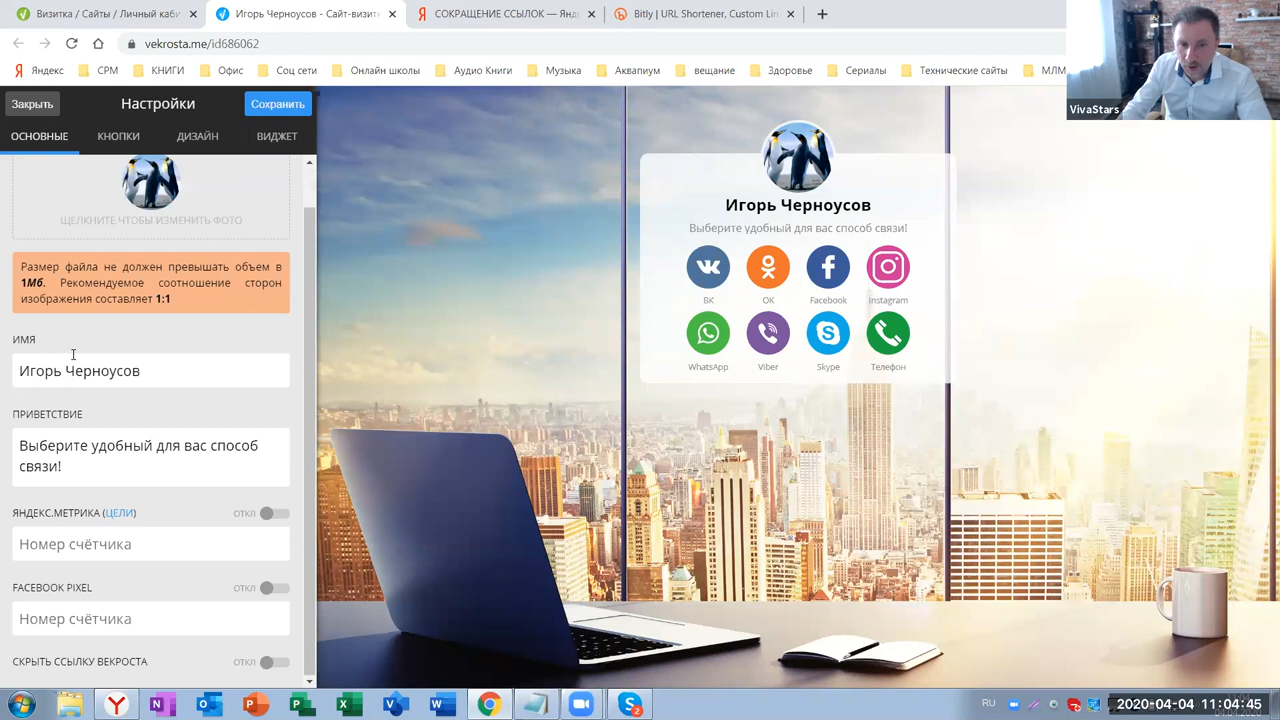 Визитка / Сайты / Личный каби
Игорь Черноусов - Сайт-визит
СОКРАЩЕНИЕ ССЫЛОК — Янд
Bitly | URL Shortener, Custom Lin
vekrosta.me/id686062
Яндекс
СРМ
КНИГИ
Офис
Соц сети
Онлайн школы
Аудио Книги
Аквапиум
вещание
Здоровье
Сериалы
Технические сайты
МЛМ
Закрыть
Настройки
Сохранить
ОСНОВНЫЕ
КНОПКИ
ДИЗАЙН
ВИДЖЕТ
ЩЕЛКНИТЕ ЧТОБЫ ИЗМЕНИТЬ ФОТО
Размер файла не должен превышать объем в
1Мб. Рекомендуемое соотношение сторон
изображения составляет 1:1
ИМЯ
Игорь Черноусов
ПРИВЕТСТВИЕ
Выберите удобный для вас способ
связи!
ЯНДЕКС.МЕТРИКА (ЦЕЛИ)
ОТКЛ
Номер счётчика
FACEBOOK PIXEL
ОТКЛ
Номер счётчика
СКРЫТЬ ССЫЛКУ ВЕКРОСТА
ОТКЛ
Игорь Черноусов
Выберите удобный для вас способ связи!
ВК
ОК
Facebook
Instagram
WhatsApp
Viber
Skype
Телефон
VivaStars
RU
2020-04-04 11:04:45